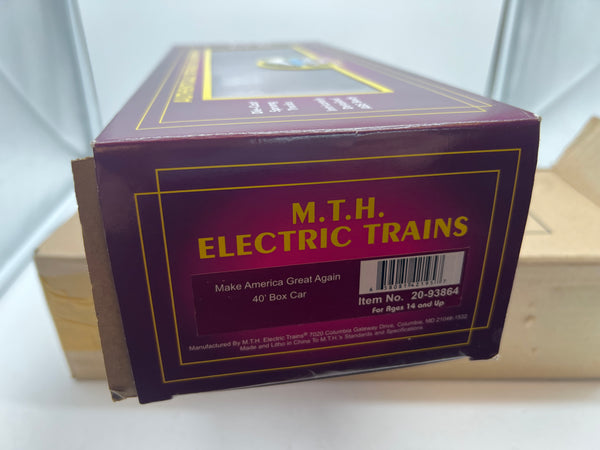 M.T.H.
ELECTRIC TRAINS
Make America Great Again
40' Box Car
Item No. 20-93864
For Ages 14 and Up
Manufactured By M.T.H. Electric Trains® 7020 Columbia Gateway Drive, Columbia, MD 21046-1532
Made and Litho in China To M.T.H.'s Standards and Specifications